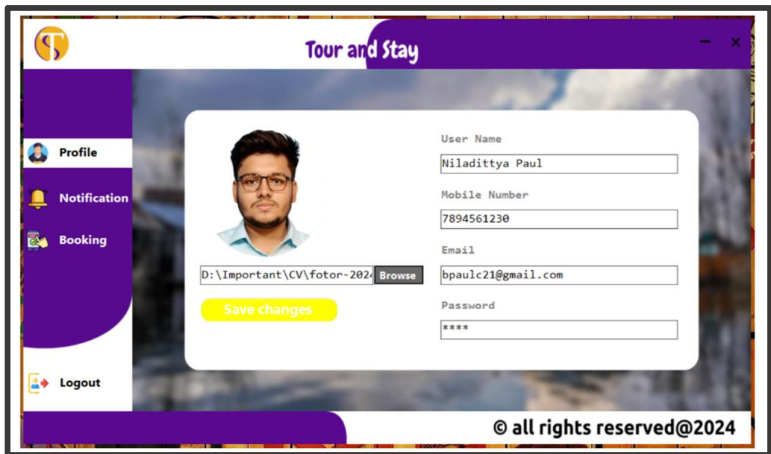 Tour and Stay
Profile
Notification
Booking
Logout
User Name
Niladittya Paul
Mobile Number
7894561230
Email
bpaulc21@gmail.com
Password
****
D:\Important\CV\fotor-202 Browse
Save changes
© all rights reserved@2024